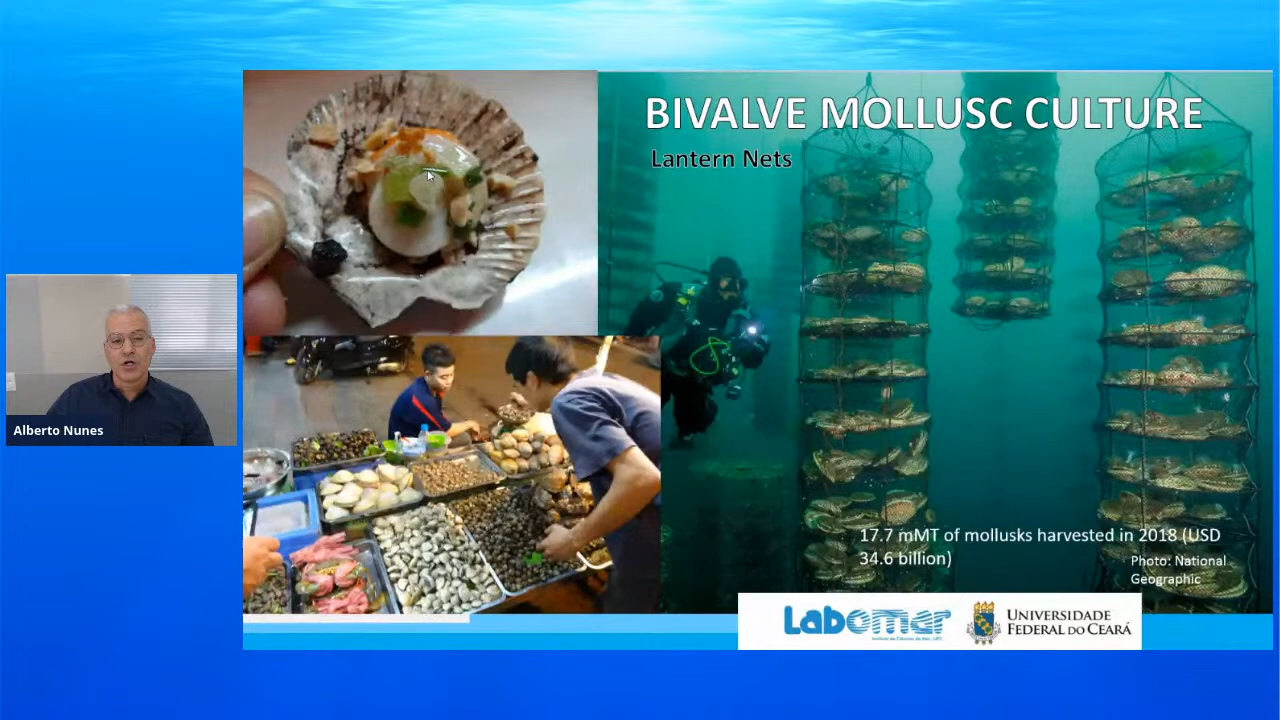 BIVALVE MOLLUSC CULTURE
Lantern Nets
Alberto Nunes
17.7 mMT of mollusks harvested in 2018 (USD
34.6 billion)
Photo: National
Geographic
Labomar
UNIVERSIDADE
FEDERAL DO CEARÁ